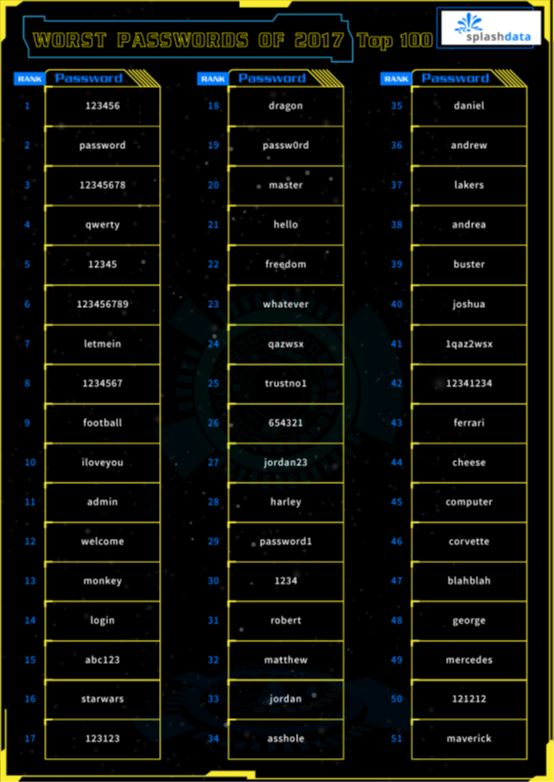 WORST PASSWORDS OF 2017 Top 100
splashdata
RANK Password
1 123456
2 password
3 12345678
4 qwerty
5 12345
6 123456789
7 letmein
8 1234567
9 football
10 iloveyou
11 admin
12 welcome
13 monkey
14 login
15 abc123
16 starwars
17 123123
RANK Password
18 dragon
19 passw0rd
20 master
21 hello
22 freedom
23 whatever
24 qazwsx
25 trustno1
26 654321
27 jordan23
28 harley
29 password1
30 1234
31 robert
32 matthew
33 jordan
34 asshole
RANK Password
35 daniel
36 andrew
37 lakers
38 andrea
39 buster
40 joshua
41 1qaz2wsx
42 12341234
43 ferrari
44 cheese
45 computer
46 corvette
47 blahblah
48 george
49 mercedes
50 121212
51 maverick